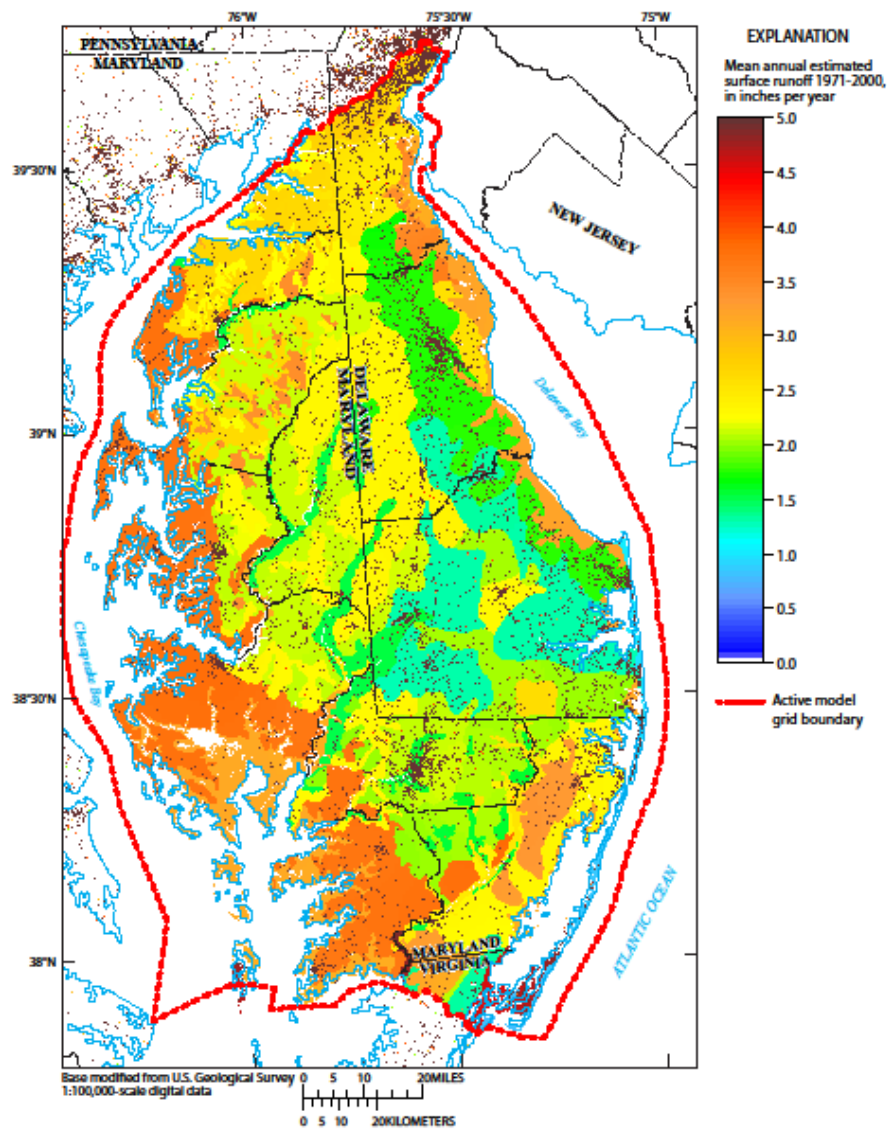 76°W
75°30'W
75°W
PENNSYLVANIA
MARYLAND
EXPLANATION
Mean annual estimated
surface runoff 1971-2000,
in inches per year
5.0
4.5
4.0
3.5
3.0
2.5
2.0
1.5
1.0
0.5
0.0
Active model
grid boundary
39°30'N
NEW JERSEY
39°N
DELAWARE
MARYLAND
Delaware Bay
Chesapeake Bay
38°30'N
ATLANTIC OCEAN
38°N
MARYLAND
VIRGINIA
Base modified from U.S. Geological Survey
1:100,000-scale digital data
0 5 10 20MILES
0 5 10 20KILOMETERS